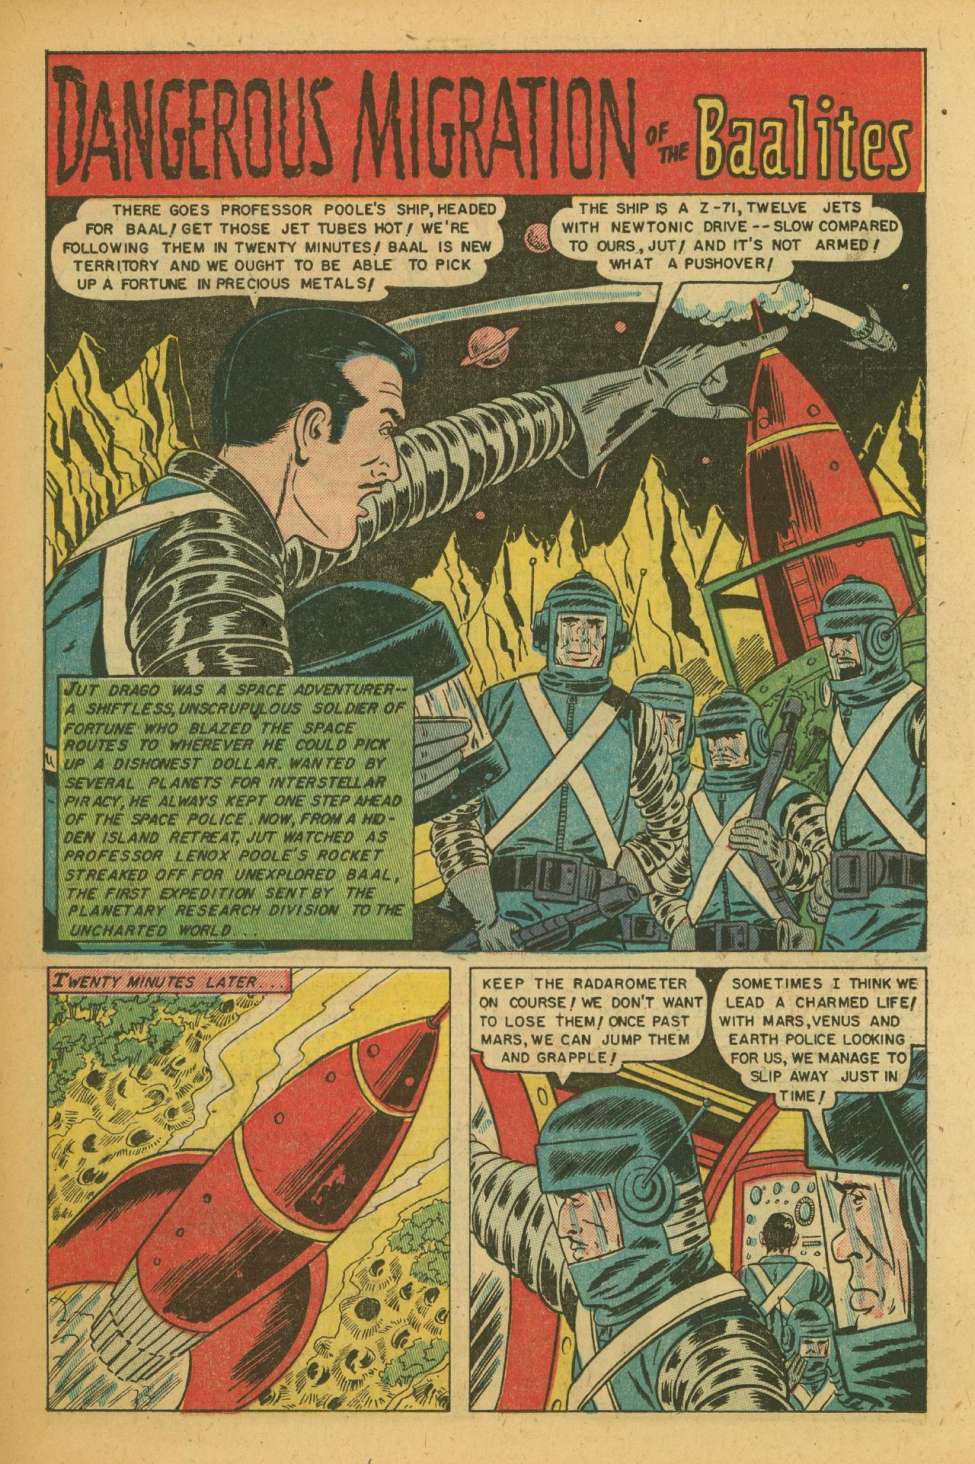 DANGEROUS MIGRATION OF THE Baalites
THERE GOES PROFESSOR POOLE'S SHIP, HEADED
FOR BAAL! GET THOSE JET TUBES HOT! WE'RE
FOLLOWING THEM IN TWENTY MINUTES! BAAL IS NEW
TERRITORY AND WE OUGHT TO BE ABLE TO PICK
UP A FORTUNE IN PRECIOUS METALS!
THE SHIP IS A Z-71, TWELVE JETS
WITH NEWTONIC DRIVE -- SLOW COMPARED
TO OURS, JUT! AND IT'S NOT ARMED!
WHAT A PUSHOVER!
JUT DRAGO WAS A SPACE ADVENTURER--
A SHIFTLESS, UNSCRUPULOUS SOLDIER OF
FORTUNE WHO BLAZED THE SPACE
ROUTES TO WHEREVER HE COULD PICK
UP A DISHONEST DOLLAR. WANTED BY
SEVERAL PLANETS FOR INTERSTELLAR
PIRACY, HE ALWAYS KEPT ONE STEP AHEAD
OF THE SPACE POLICE. NOW, FROM A HID-
DEN ISLAND RETREAT, JUT WATCHED AS
PROFESSOR LENOX POOLE'S ROCKET
STREAKED OFF FOR UNEXPLORED BAAL,
THE FIRST EXPEDITION SENT BY THE
PLANETARY RESEARCH DIVISION TO THE
UNCHARTED WORLD...
TWENTY MINUTES LATER...
KEEP THE RADAROMETER
ON COURSE! WE DON'T WANT
TO LOSE THEM! ONCE PAST
MARS, WE CAN JUMP THEM
AND GRAPPLE!
SOMETIMES I THINK WE
LEAD A CHARMED LIFE!
WITH MARS, VENUS AND
EARTH POLICE LOOKING
FOR US, WE MANAGE TO
SLIP AWAY JUST IN
TIME!